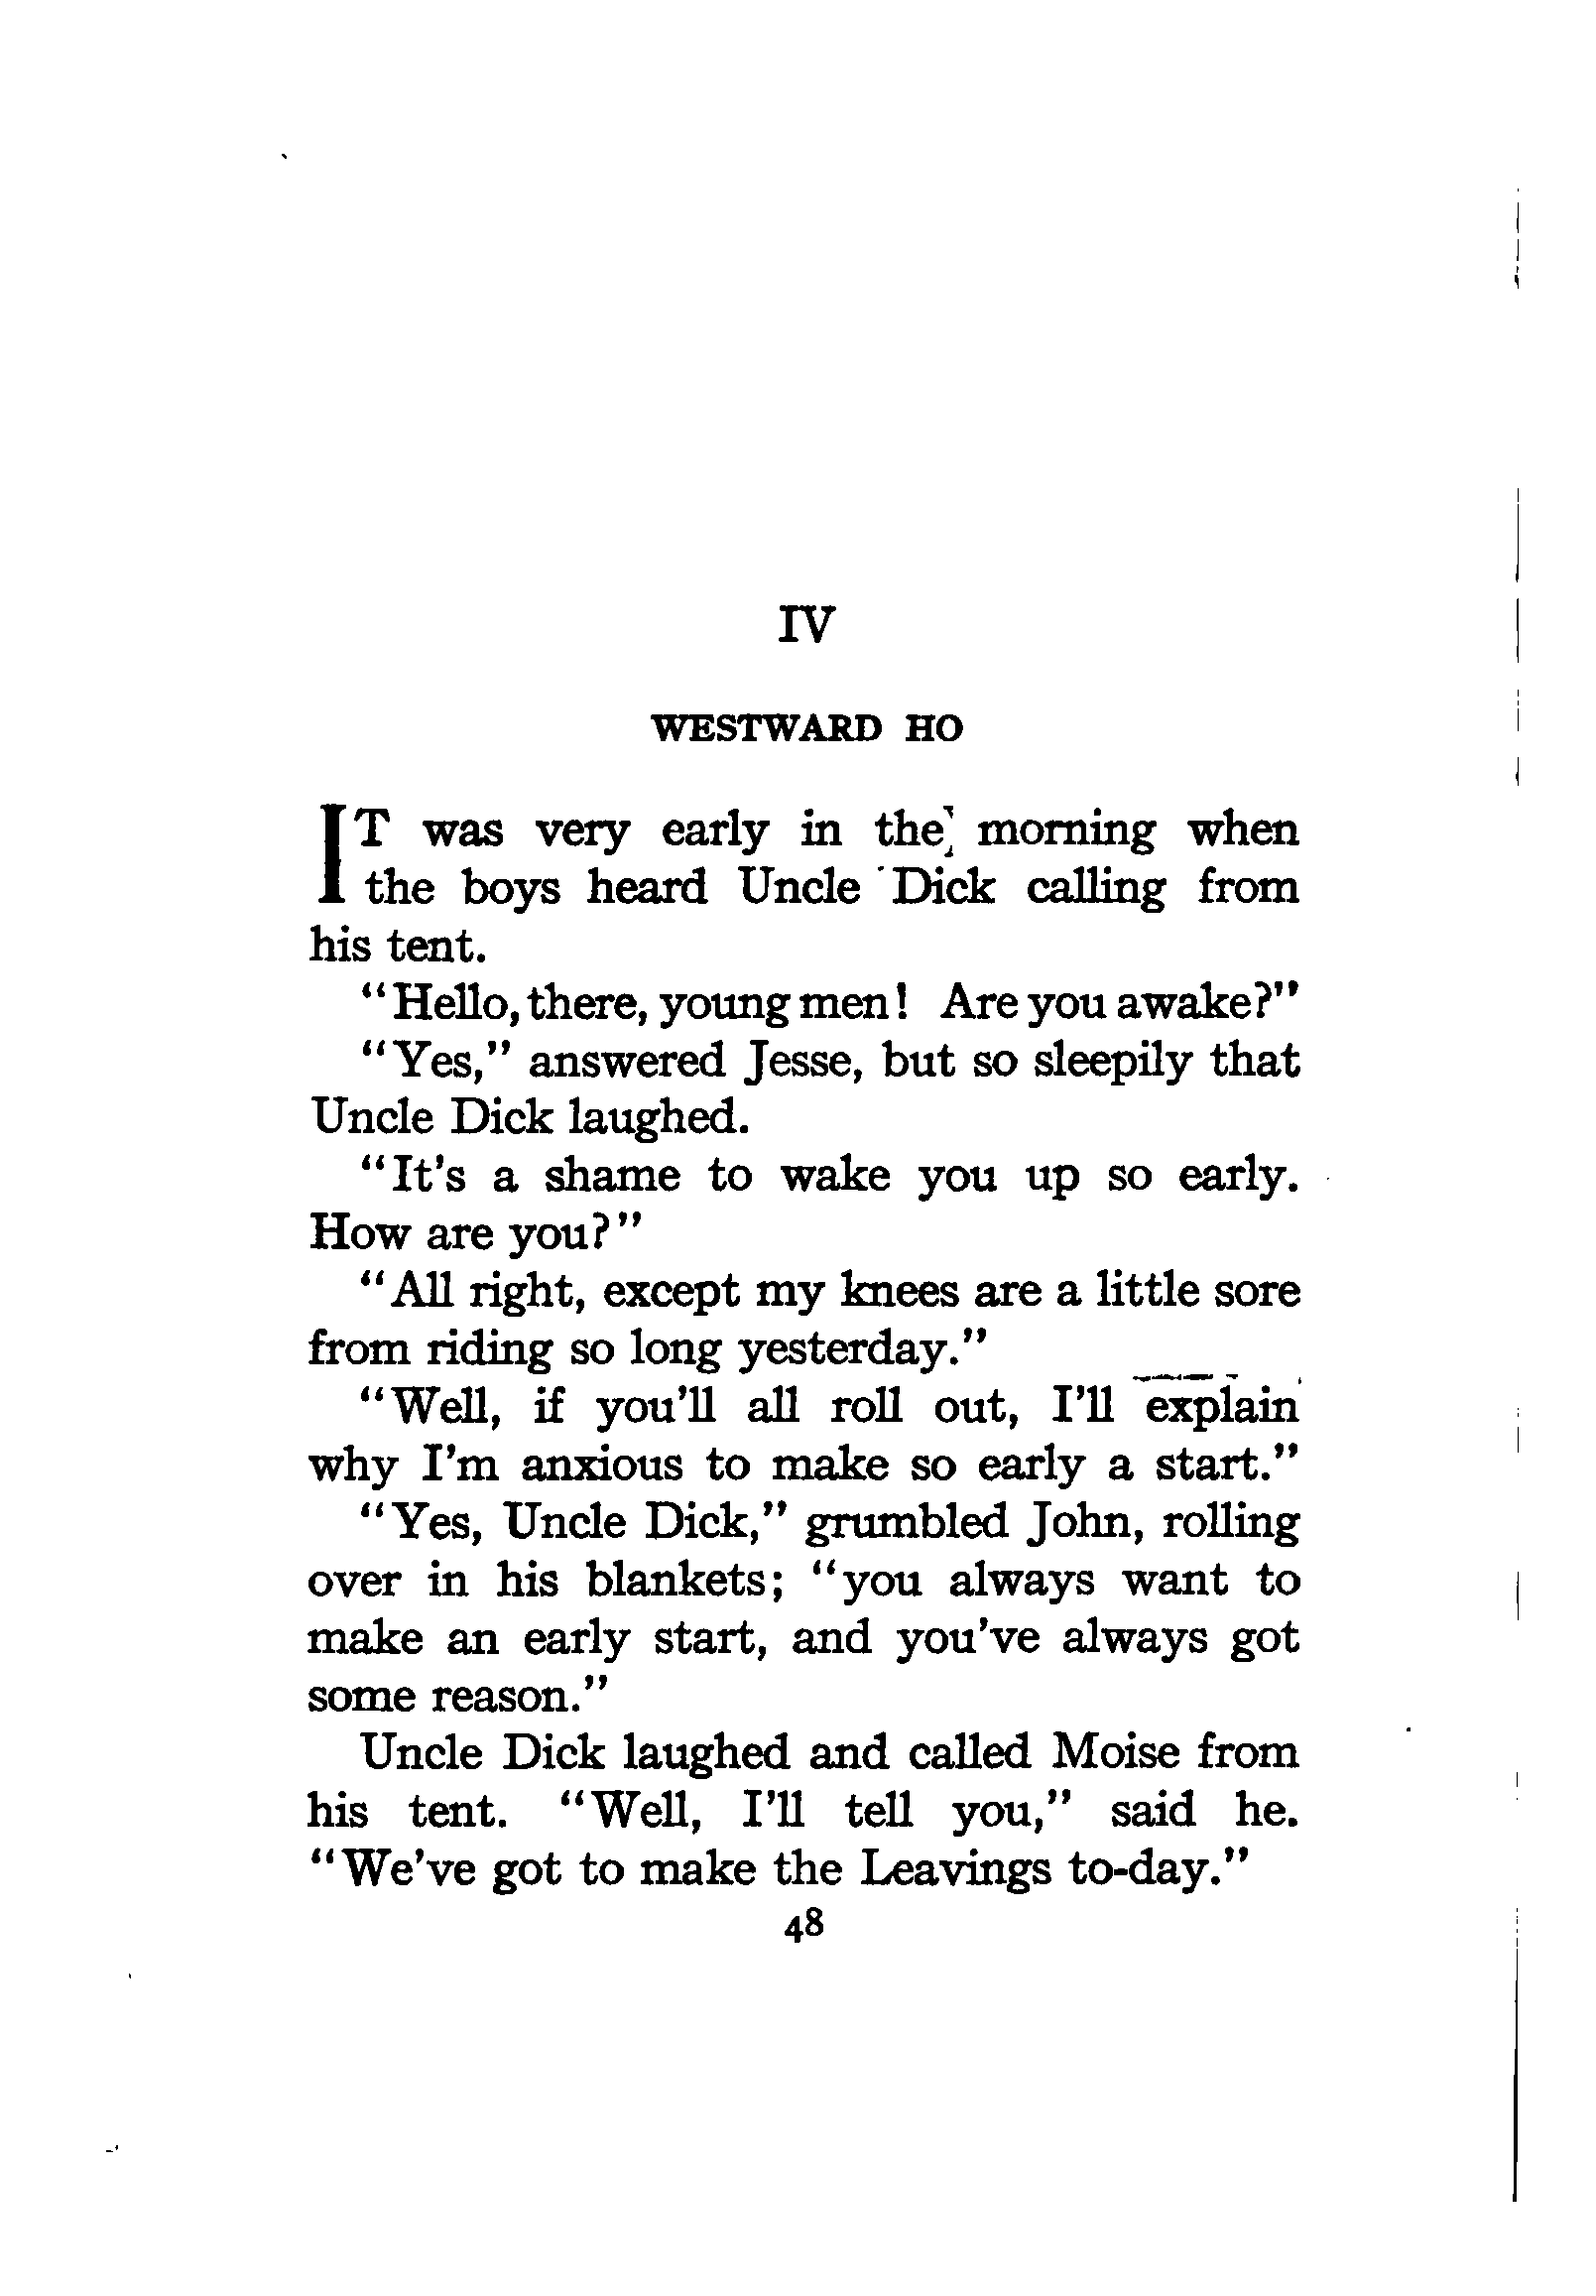 IV
WESTWARD HO
IT was very early in the morning when
the boys heard Uncle Dick calling from
his tent.
"Hello, there, young men! Are you awake?"
"Yes," answered Jesse, but so sleepily that
Uncle Dick laughed.
"It's a shame to wake you up so early.
How are you?"
"All right, except my knees are a little sore
from riding so long yesterday."
"Well, if you'll all roll out, I'll explain
why I'm anxious to make so early a start."
"Yes, Uncle Dick," grumbled John, rolling
over in his blankets; "you always want to
make an early start, and you've always got
some reason."
Uncle Dick laughed and called Moise from
his tent. "Well, I'll tell you," said he.
"We've got to make the Leavings to-day."
48